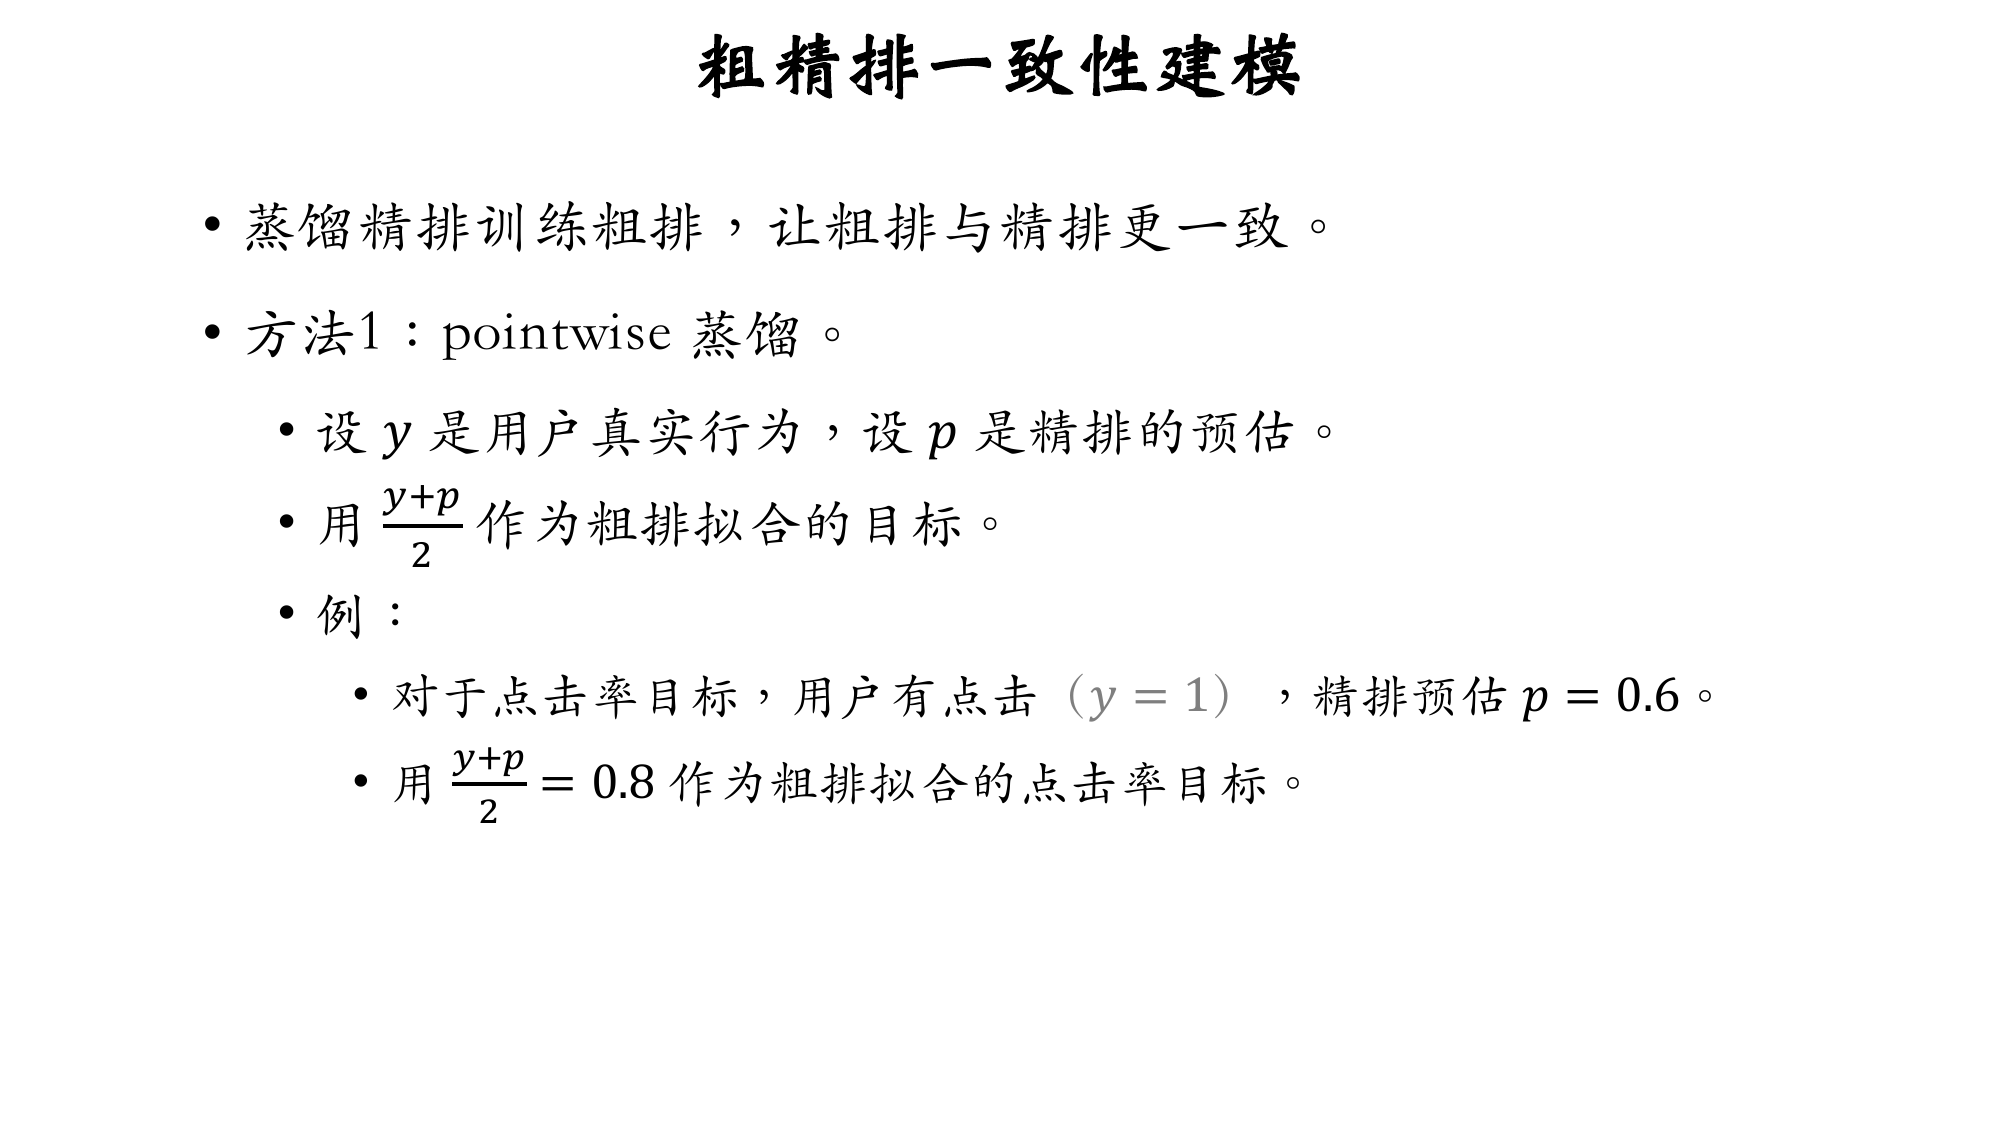 粗精排一致性建模
• 蒸馏精排训练粗排，让粗排与精排更一致。
• 方法1：pointwise 蒸馏。
• 设 y 是用户真实行为，设 p 是精排的预估。
• 用 \frac{y+p}{2} 作为粗排拟合的目标。
• 例：
• 对于点击率目标，用户有点击（y = 1），精排预估 p = 0.6。
• 用 \frac{y+p}{2} = 0.8 作为粗排拟合的点击率目标。